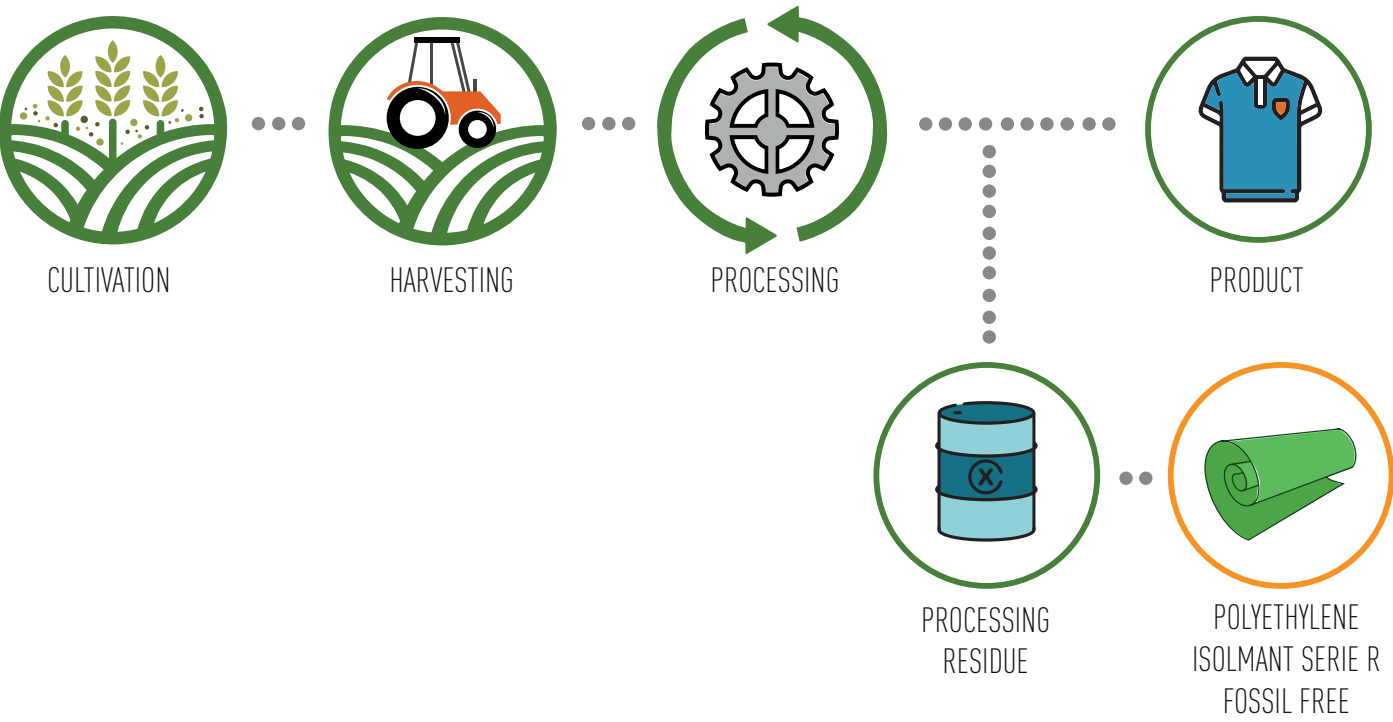 CULTIVATION
HARVESTING
PROCESSING
PRODUCT
X
PROCESSING
RESIDUE
POLYETHYLENE
ISOLMANT SERIE R
FOSSIL FREE